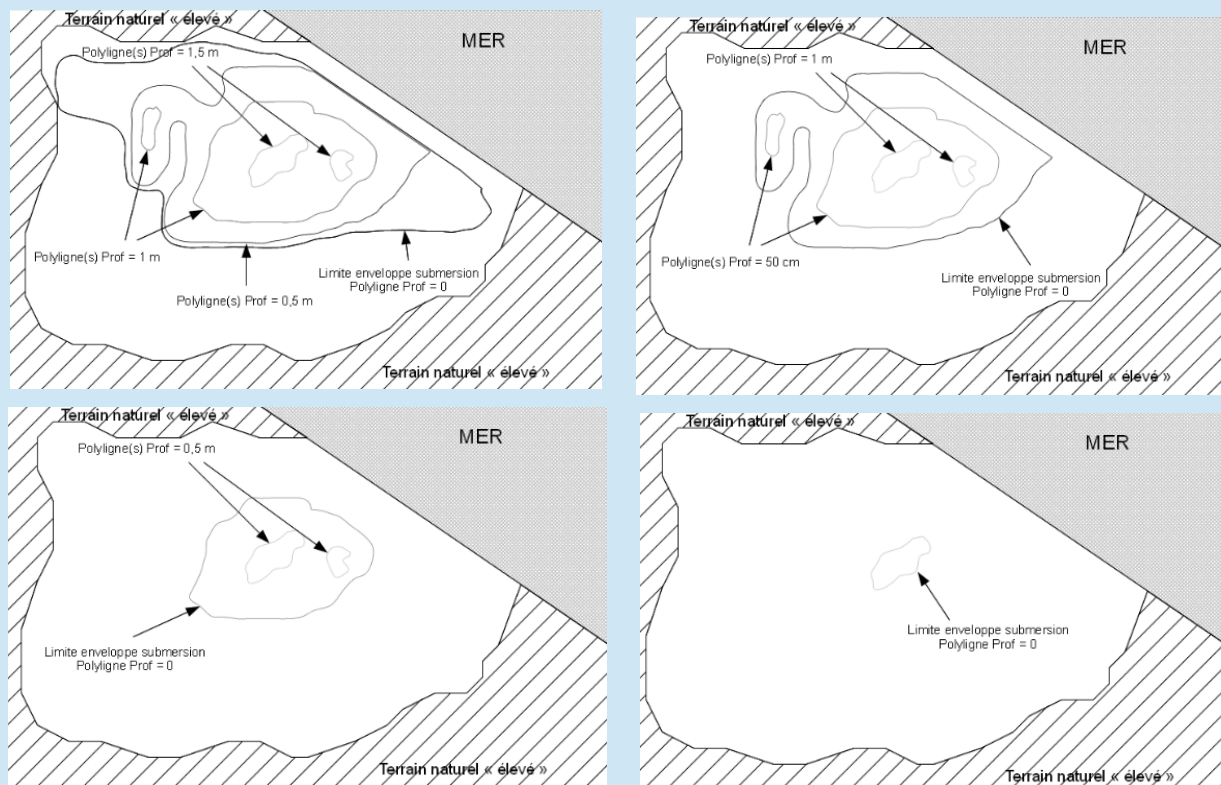 Terrain naturel « élevé »
MER
Polyligne(s) Prof = 1,5 m
Polyligne(s) Prof = 1 m
Limite enveloppe submersion
Polyligne Prof = 0
Polyligne(s) Prof = 0,5 m
Terrain naturel « élevé »
Terrain naturel « élevé »
MER
Polyligne(s) Prof = 1 m
Polyligne(s) Prof = 50 cm
Limite enveloppe submersion
Polyligne Prof = 0
Terrain naturel « élevé »
Terrain naturel « élevé »
MER
Polyligne(s) Prof = 0,5 m
Limite enveloppe submersion
Polyligne Prof = 0
Terrain naturel « élevé »
Terrain naturel « élevé »
MER
Limite enveloppe submersion
Polyligne Prof = 0
Terrain naturel « élevé »